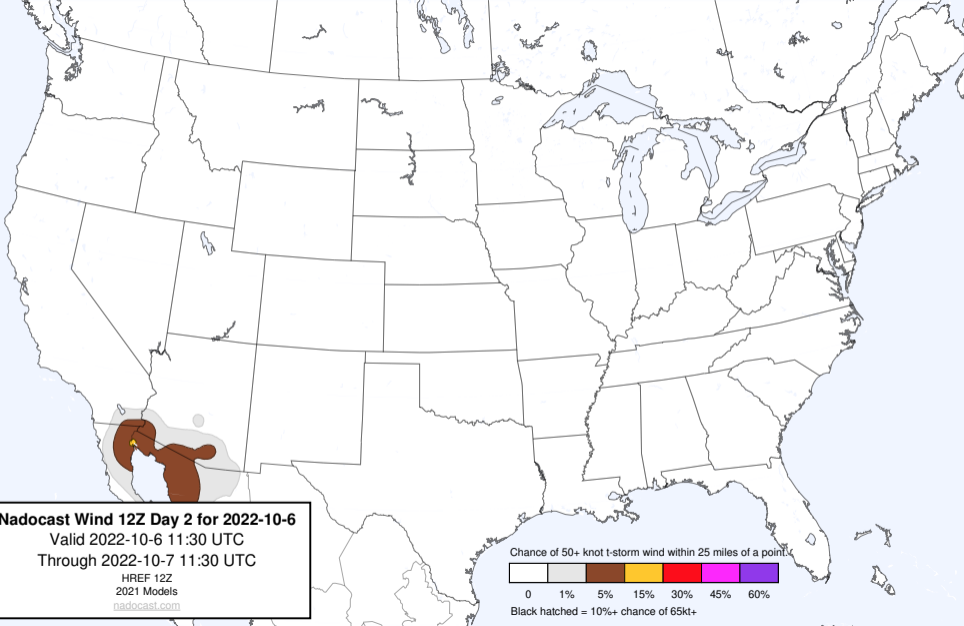 Nadocast Wind 12Z Day 2 for 2022-10-6
Valid 2022-10-6 11:30 UTC
Through 2022-10-7 11:30 UTC
HREF 12Z
2021 Models
nadocast.com
Chance of 50+ knot t-storm wind within 25 miles of a point.
0 1% 5% 15% 30% 45% 60%
Black hatched = 10%+ chance of 65kt+